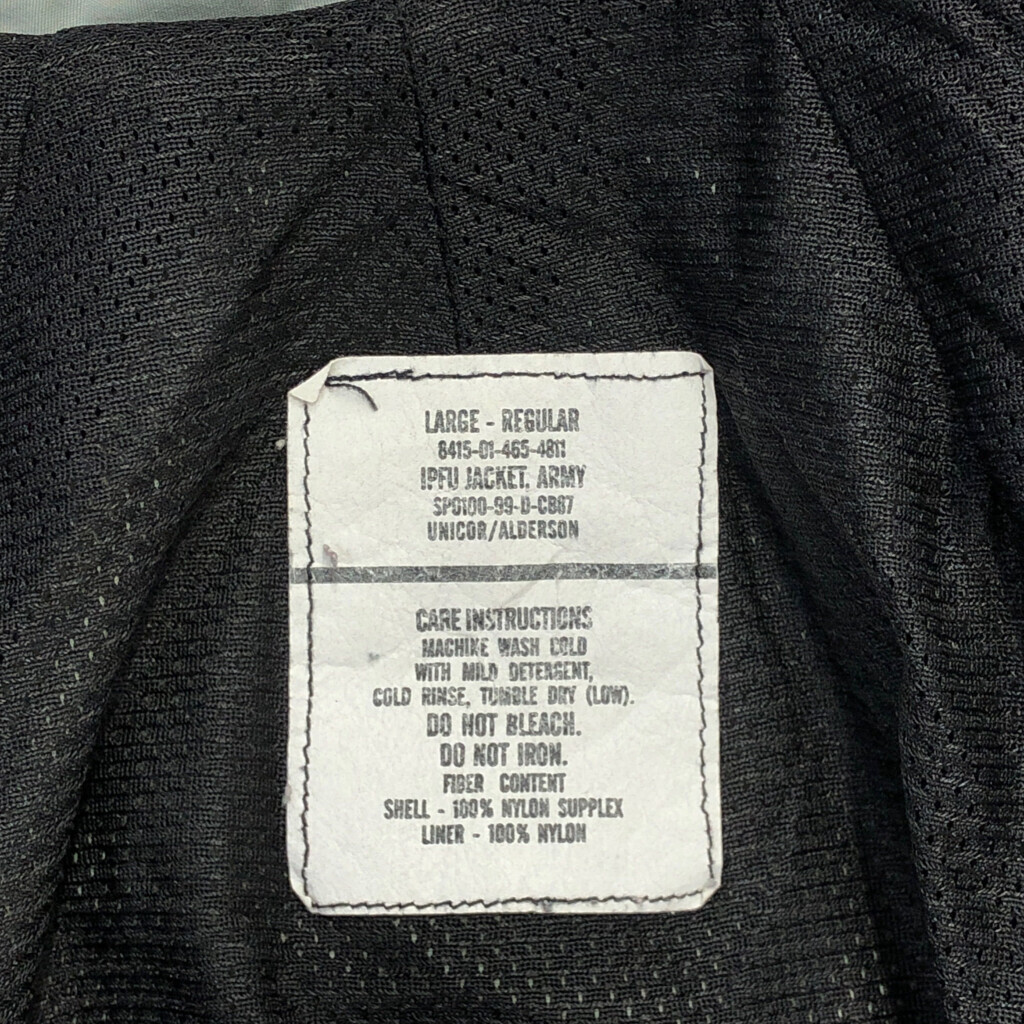 LARGE - REGULAR
8415-01-465-4811
IPFU JACKET, ARMY
SP0100-99-D-CB87
UNICOR/ALDERSON
CARE INSTRUCTIONS
MACHINE WASH COLD
WITH MILD DETERGENT,
COLD RINSE, TUMBLE DRY (LOW).
DO NOT BLEACH.
DO NOT IRON.
FIBER CONTENT
SHELL - 100% NYLON SUPPLEX
LINER - 100% NYLON